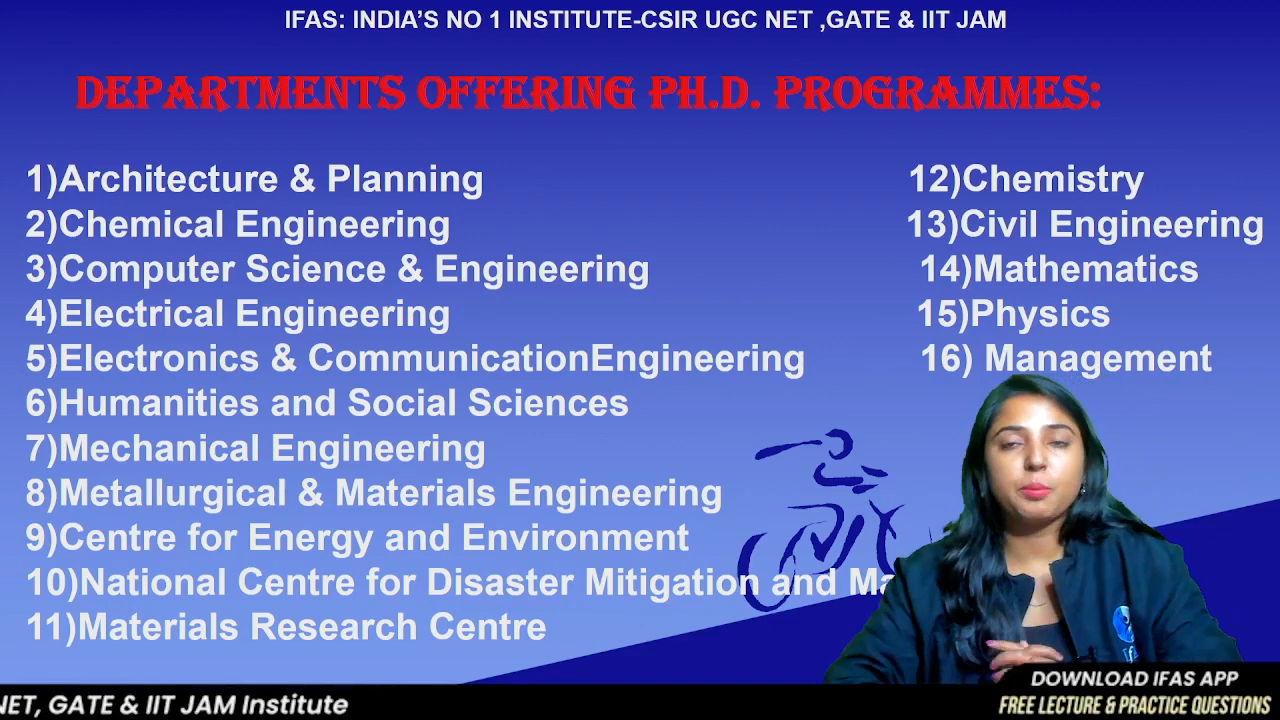 IFAS: INDIA'S NO 1 INSTITUTE-CSIR UGC NET ,GATE & IIT JAM
DEPARTMENTS OFFERING PH.D. PROGRAMMES:
1)Architecture & Planning
2)Chemical Engineering
3)Computer Science & Engineering
4)Electrical Engineering
5)Electronics & CommunicationEngineering
6)Humanities and Social Sciences
7)Mechanical Engineering
8)Metallurgical & Materials Engineering
9)Centre for Energy and Environment
10)National Centre for Disaster Mitigation and
11)Materials Research Centre
12)Chemistry
13)Civil Engineering
14)Mathematics
15)Physics
16) Management
DOWNLOAD IFAS APP
FREE LECTURE & PRACTICE QUESTIONS
NET, GATE & IIT JAM Institute